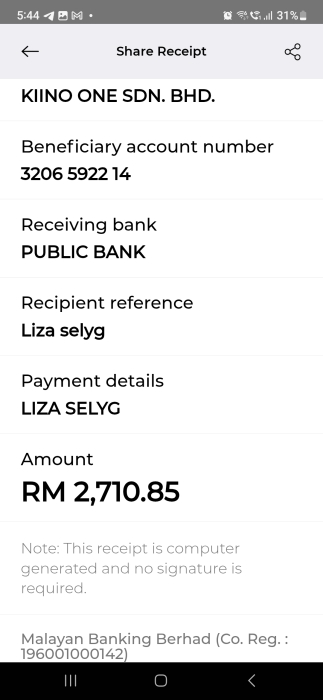 5:44
31%
Share Receipt
KIINO ONE SDN. BHD.
Beneficiary account number
3206 5922 14
Receiving bank
PUBLIC BANK
Recipient reference
Liza selyg
Payment details
LIZA SELYG
Amount
RM 2,710.85
Note: This receipt is computer
generated and no signature is
required.
Malayan Banking Berhad (Co. Reg. :
196001000142)